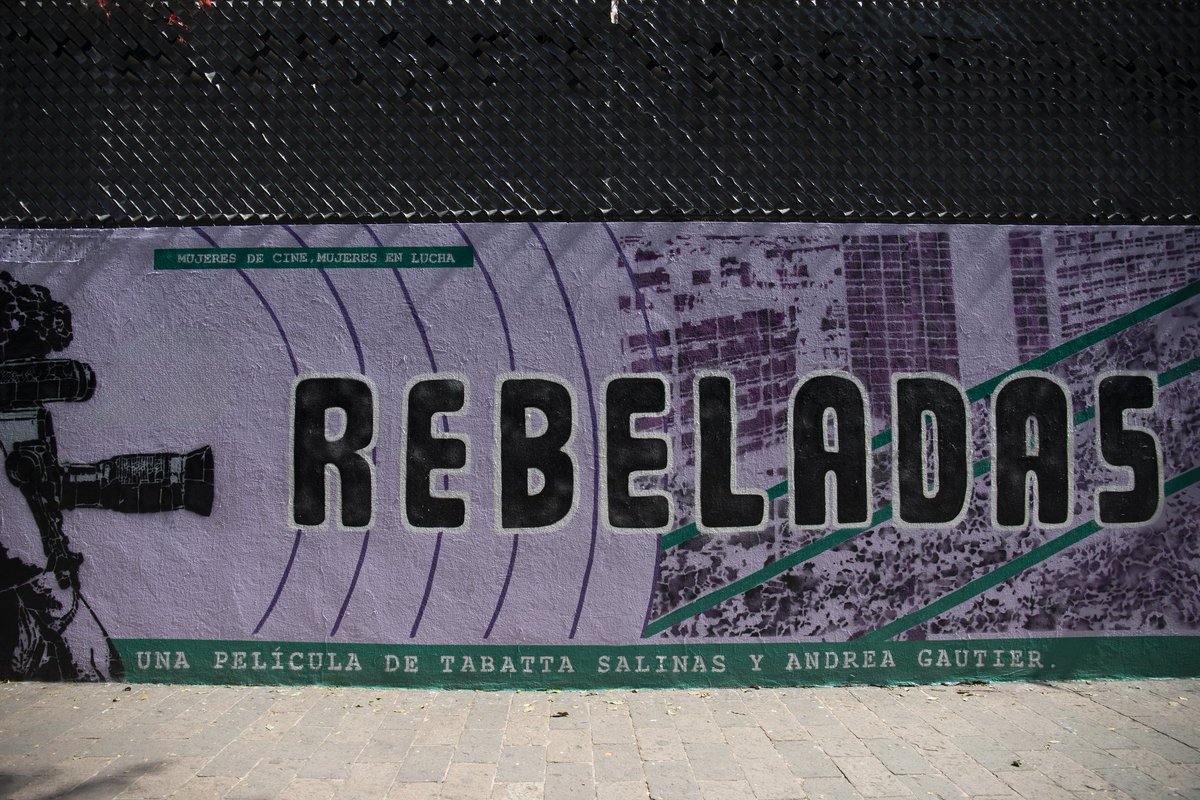 MUJERES DE CINE, MUJERES EN LUCHA
REBELADAS
UNA PELÍCULA DE TABATTA SALINAS Y ANDREA GAUTIER.